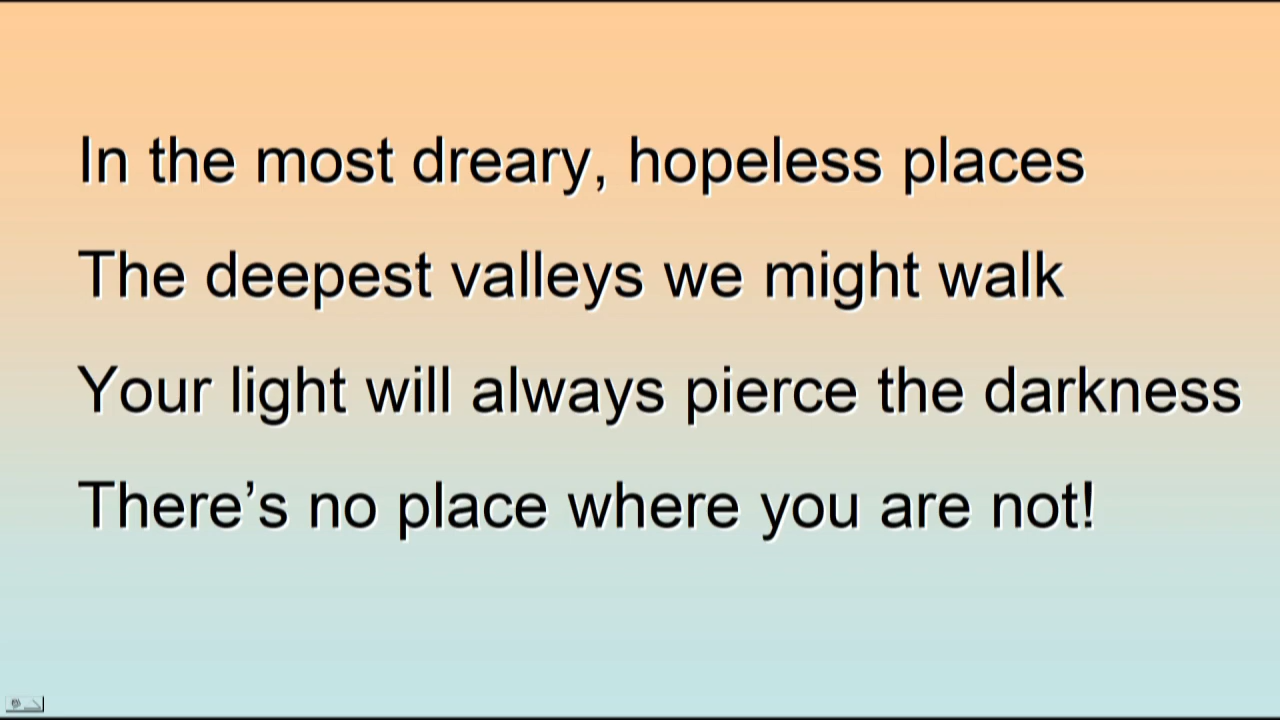 In the most dreary, hopeless places
The deepest valleys we might walk
Your light will always pierce the darkness
There’s no place where you are not!